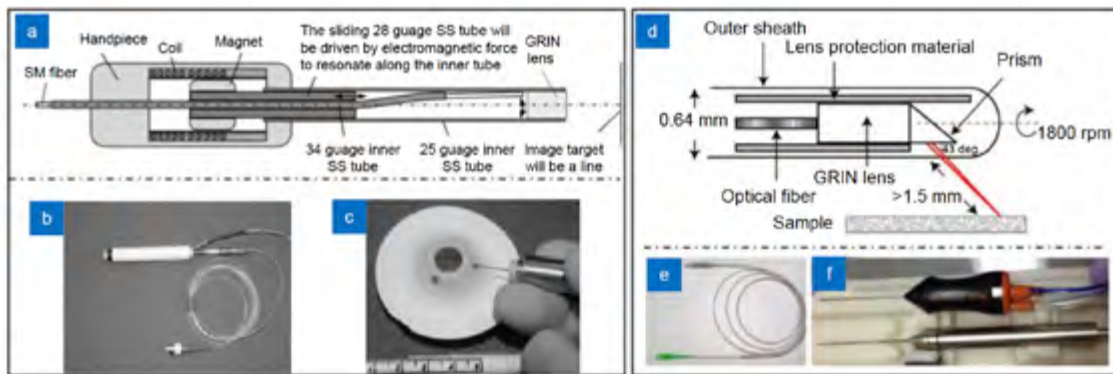 a
Handpiece
Coil
Magnet
The sliding 28 guage SS tube will
be driven by electromagnetic force
to resonate along the inner tube
GRIN
lens
SM fiber
34 guage inner
SS tube
25 guage inner
SS tube
Image target
will be a line
b
c
d
Outer sheath
Lens protection material
Prism
0.64 mm
1800 rpm
43 deg
Optical fiber
GRIN lens
>1.5 mm
Sample
e
f